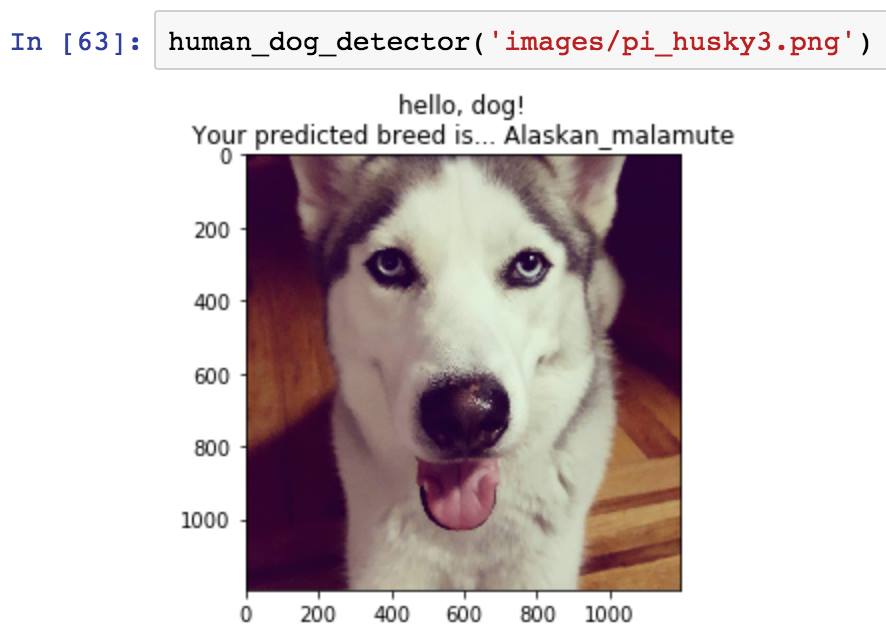 In [63]: human_dog_detector('images/pi_husky3.png')
hello, dog!
Your predicted breed is... Alaskan_malamute
0
200
400
600
800
1000
0 200 400 600 800 1000